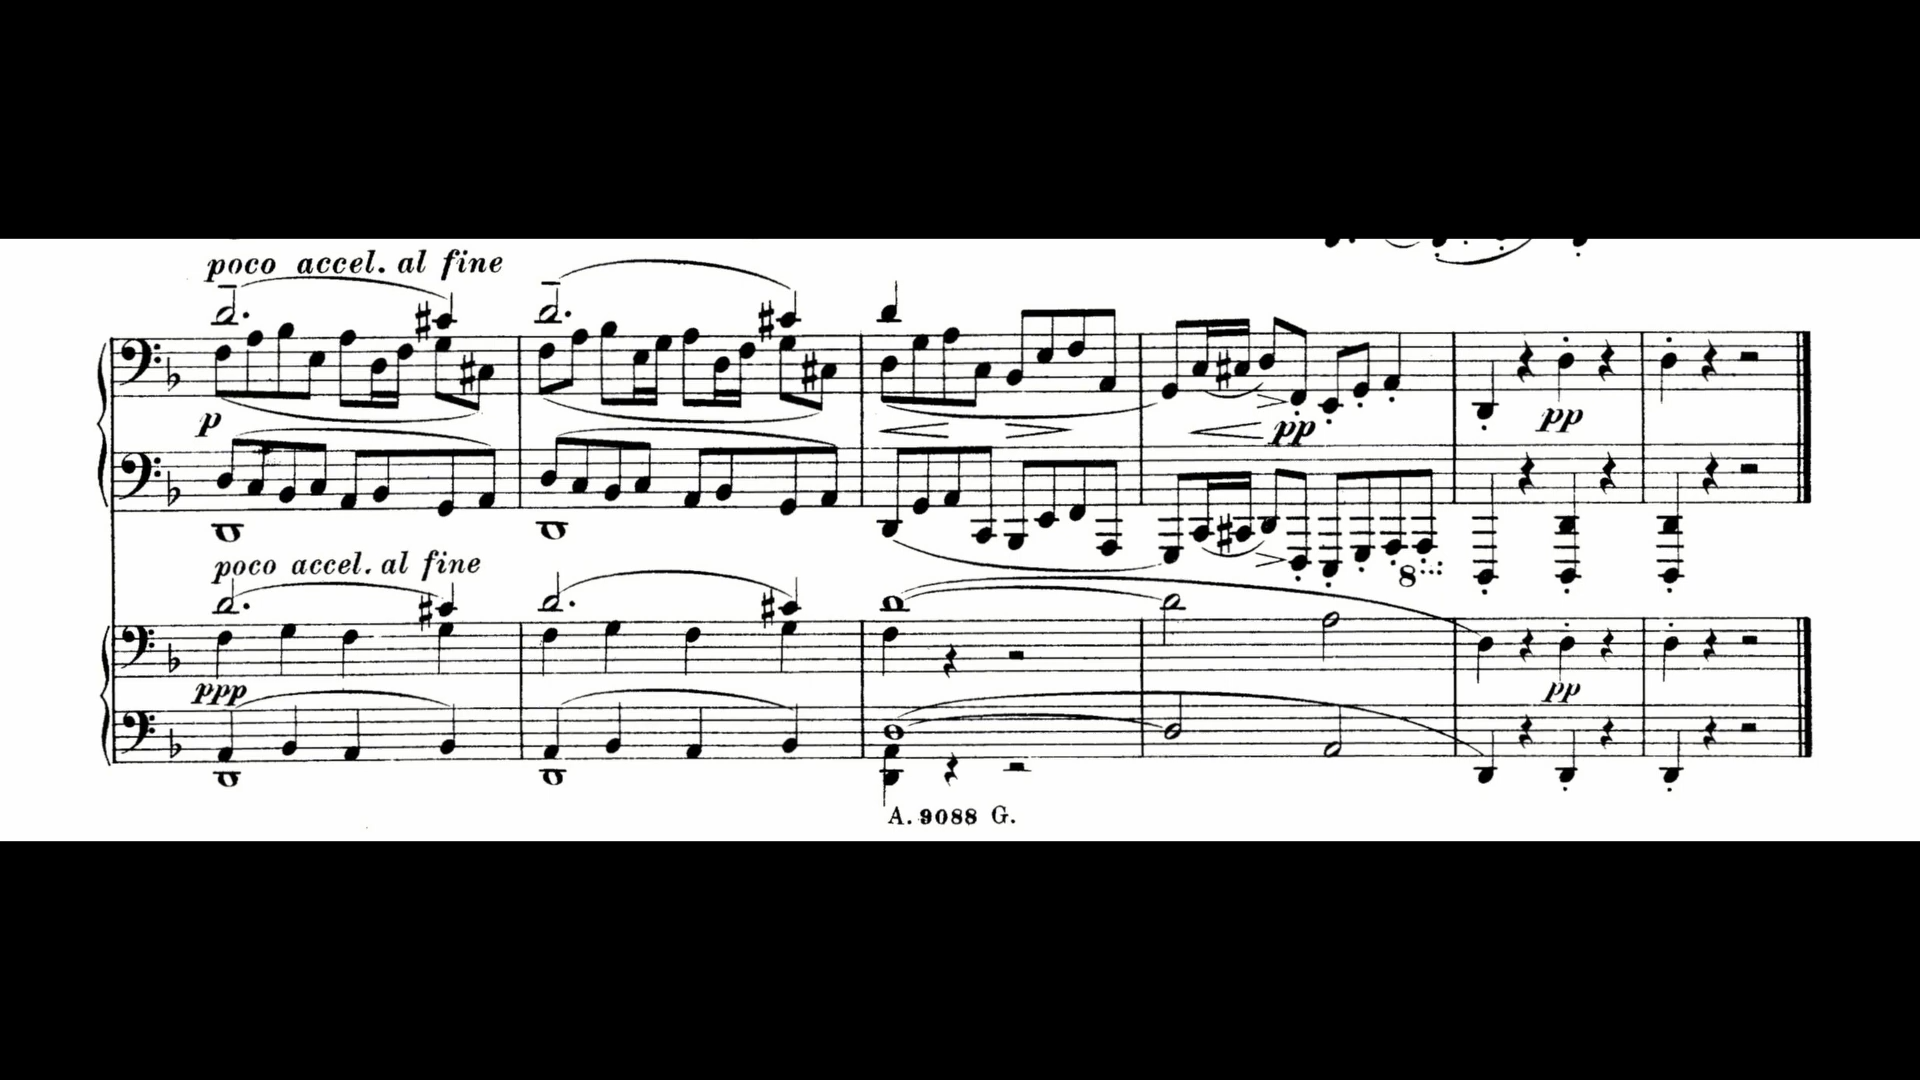 poco accel. al fine
p
pp
pp
8
poco accel. al fine
ppp
pp
A. 9088 G.